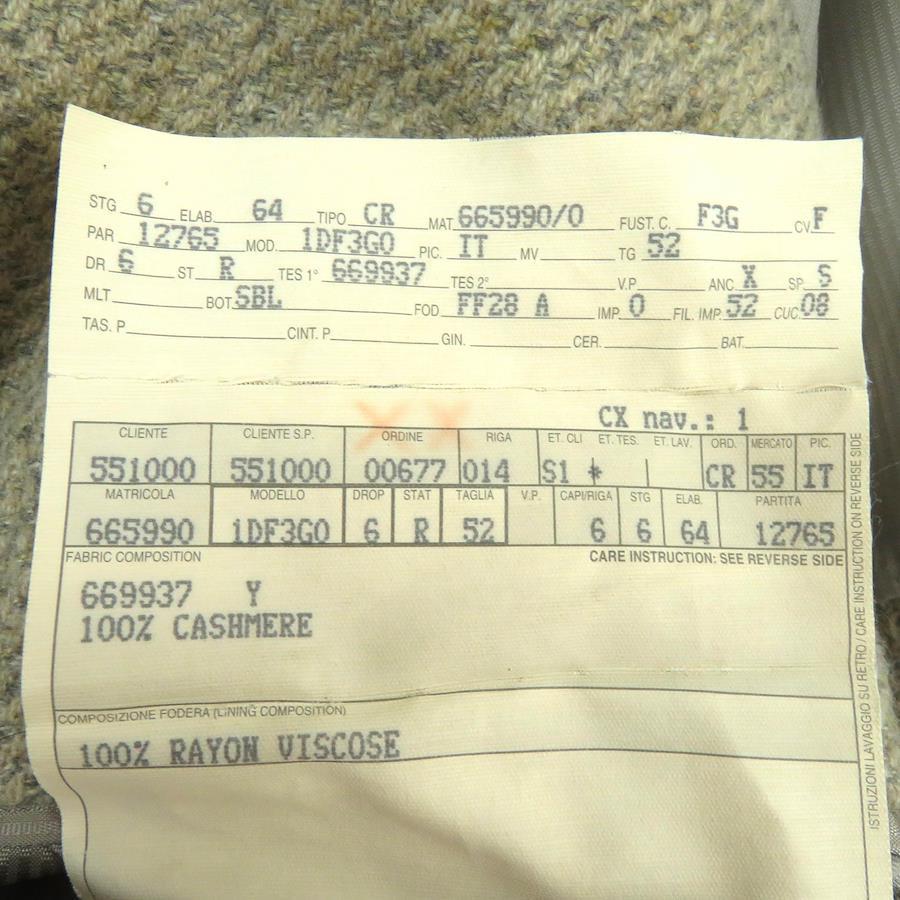 STG 6 ELAB. 64 TIPO CR MAT 665990/0 FUST. C. F3G CV F
PAR 12765 MOD. 1DF3G0 PIC. IT MV TG 52
DR 6 ST. R TES 1° 669937 TES 2° V.P. ANC. X SP. S
MLT. BOT. SBL FOD. FF28 A IMP. 0 FIL. IMP. 52 CUC. 08
TAS. P. CINT. P. GIN. CER. BAT.
XX
CX nav.: 1
CLIENTE CLIENTE S.P. ORDINE RIGA ET. CLI ET. TES. ET. LAV. ORD. MERCATO PIC.
551000 551000 00677 014 S1 * CR 55 IT
MATRICOLA MODELLO DROP STAT TAGLIA V.P. CAPI/RIGA STG ELAB. PARTITA
665990 1DF3G0 6 R 52 6 6 64 12765
FABRIC COMPOSITION CARE INSTRUCTION: SEE REVERSE SIDE
669937 Y
100% CASHMERE
COMPOSIZIONE FODERA (LINING COMPOSITION)
100% RAYON VISCOSE
ISTRUZIONI LAVAGGIO SU RETRO / CARE INSTRUCTION ON REVERSE SIDE